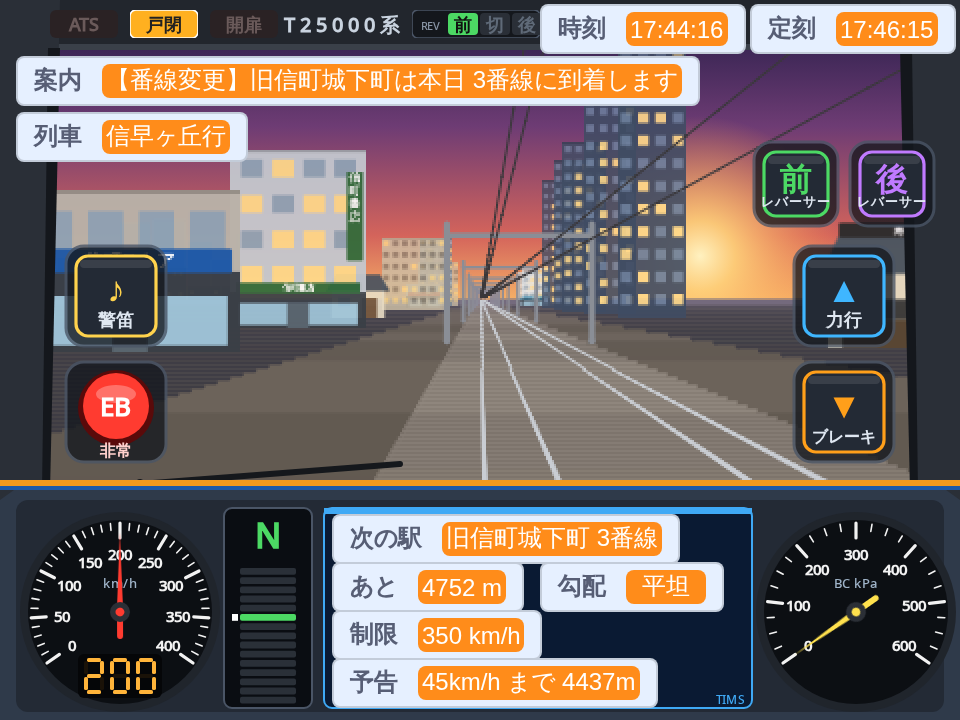 ATS 戸閉 開扉 T25000系 REV 前 切 後
時刻 17:44:16 定刻 17:46:15
案内 【番線変更】旧信町城下町は本日 3番線に到着します
列車 信早ヶ丘行
前 レバーサー
後 レバーサー
♪ 警笛
▲ 力行
EB 非常
▼ ブレーキ
0 50 100 150 200 250 300 350 400
km/h
200
N
次の駅 旧信町城下町 3番線
あと 4752 m 勾配 平坦
制限 350 km/h
予告 45km/h まで 4437m
TIMS
0 100 200 300 400 500 600
BC kPa